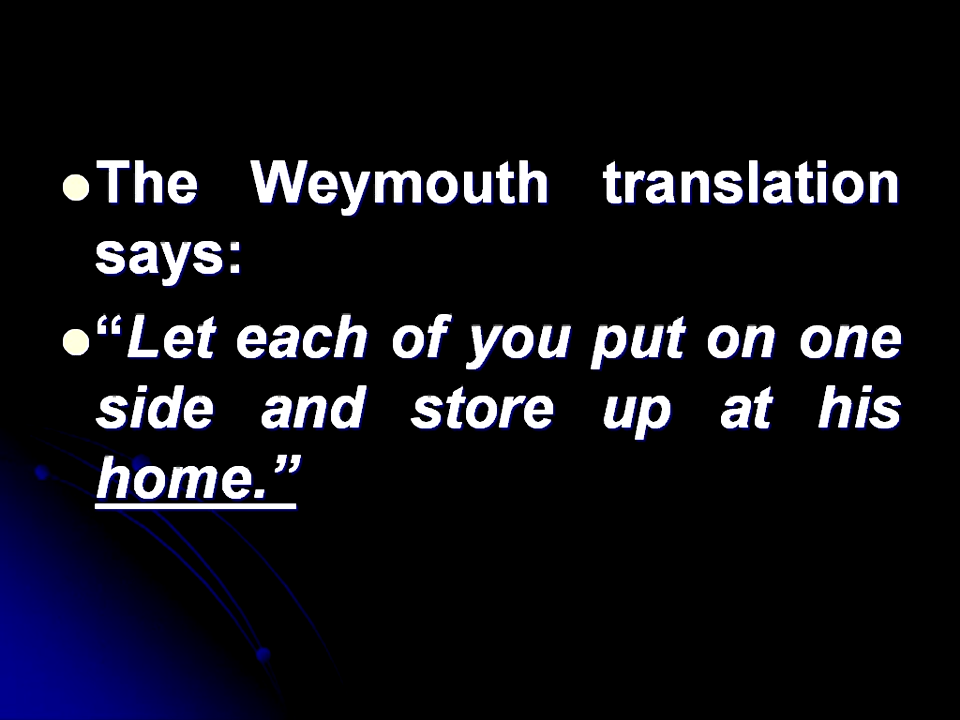 The Weymouth translation
says:
“Let each of you put on one
side and store up at his
home.”